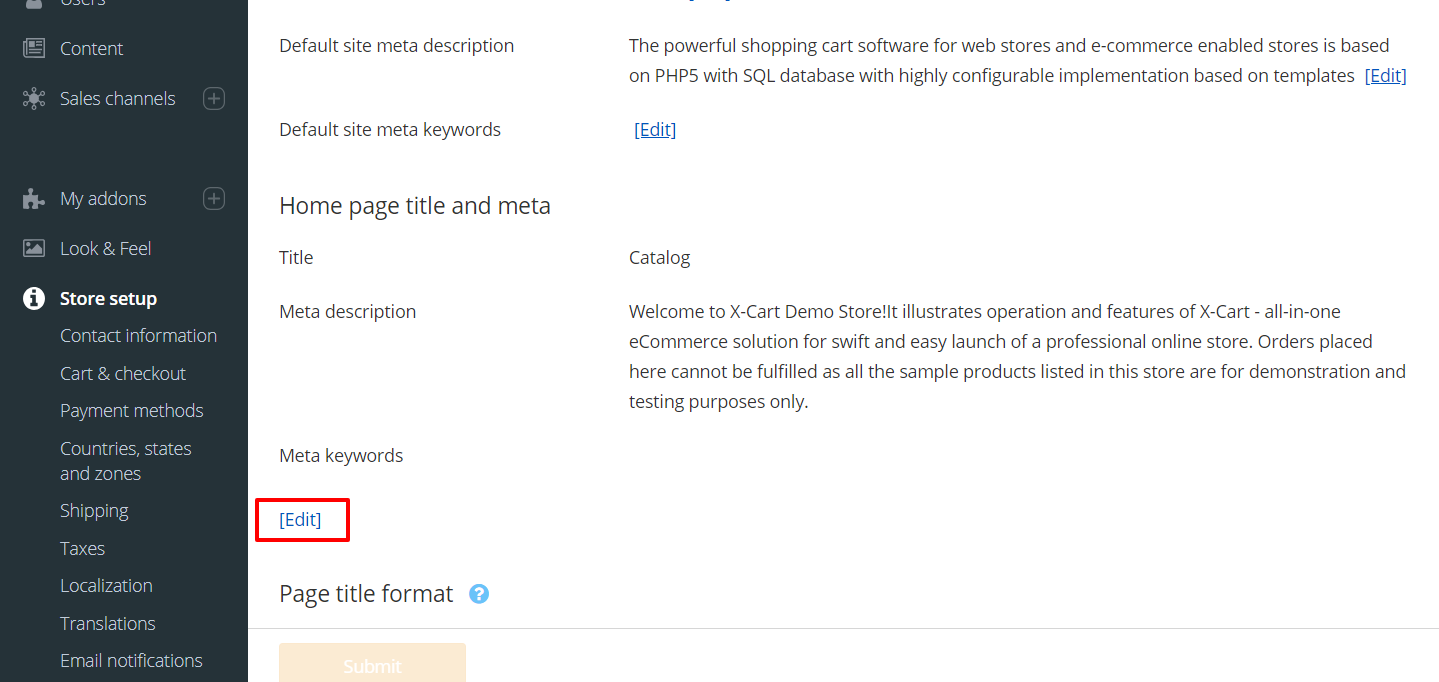 Users
Content
Sales channels
My addons
Look & Feel
Store setup
Contact information
Cart & checkout
Payment methods
Countries, states
and zones
Shipping
Taxes
Localization
Translations
Email notifications
Default site meta description
The powerful shopping cart software for web stores and e-commerce enabled stores is based
on PHP5 with SQL database with highly configurable implementation based on templates [Edit]
Default site meta keywords
[Edit]
Home page title and meta
Title
Catalog
Meta description
Welcome to X-Cart Demo Store!It illustrates operation and features of X-Cart - all-in-one
eCommerce solution for swift and easy launch of a professional online store. Orders placed
here cannot be fulfilled as all the sample products listed in this store are for demonstration and
testing purposes only.
Meta keywords
[Edit]
Page title format ?
Submit